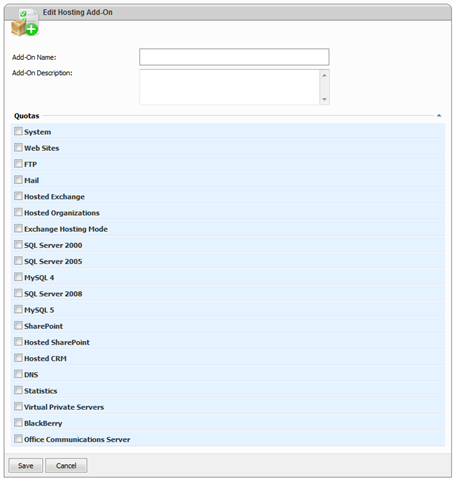 Edit Hosting Add-On
Add-On Name:
Add-On Description:
Quotas
System
Web Sites
FTP
Mail
Hosted Exchange
Hosted Organizations
Exchange Hosting Mode
SQL Server 2000
SQL Server 2005
MySQL 4
SQL Server 2008
MySQL 5
SharePoint
Hosted SharePoint
Hosted CRM
DNS
Statistics
Virtual Private Servers
BlackBerry
Office Communications Server
Save Cancel